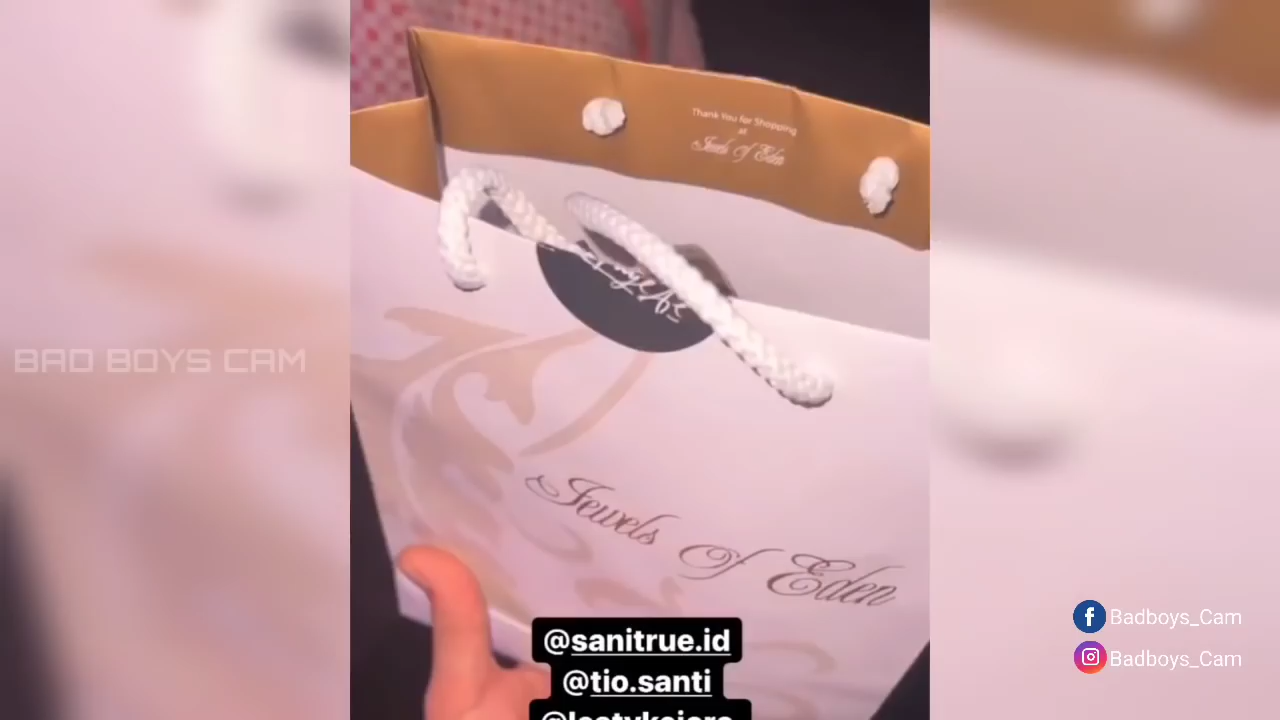 Thank You for Shopping
at
Jewels Of Eden
BAD BOYS CAM
Jewels Of Eden
@sanitrue.id
@tio.santi
Badboys_Cam
Badboys_Cam